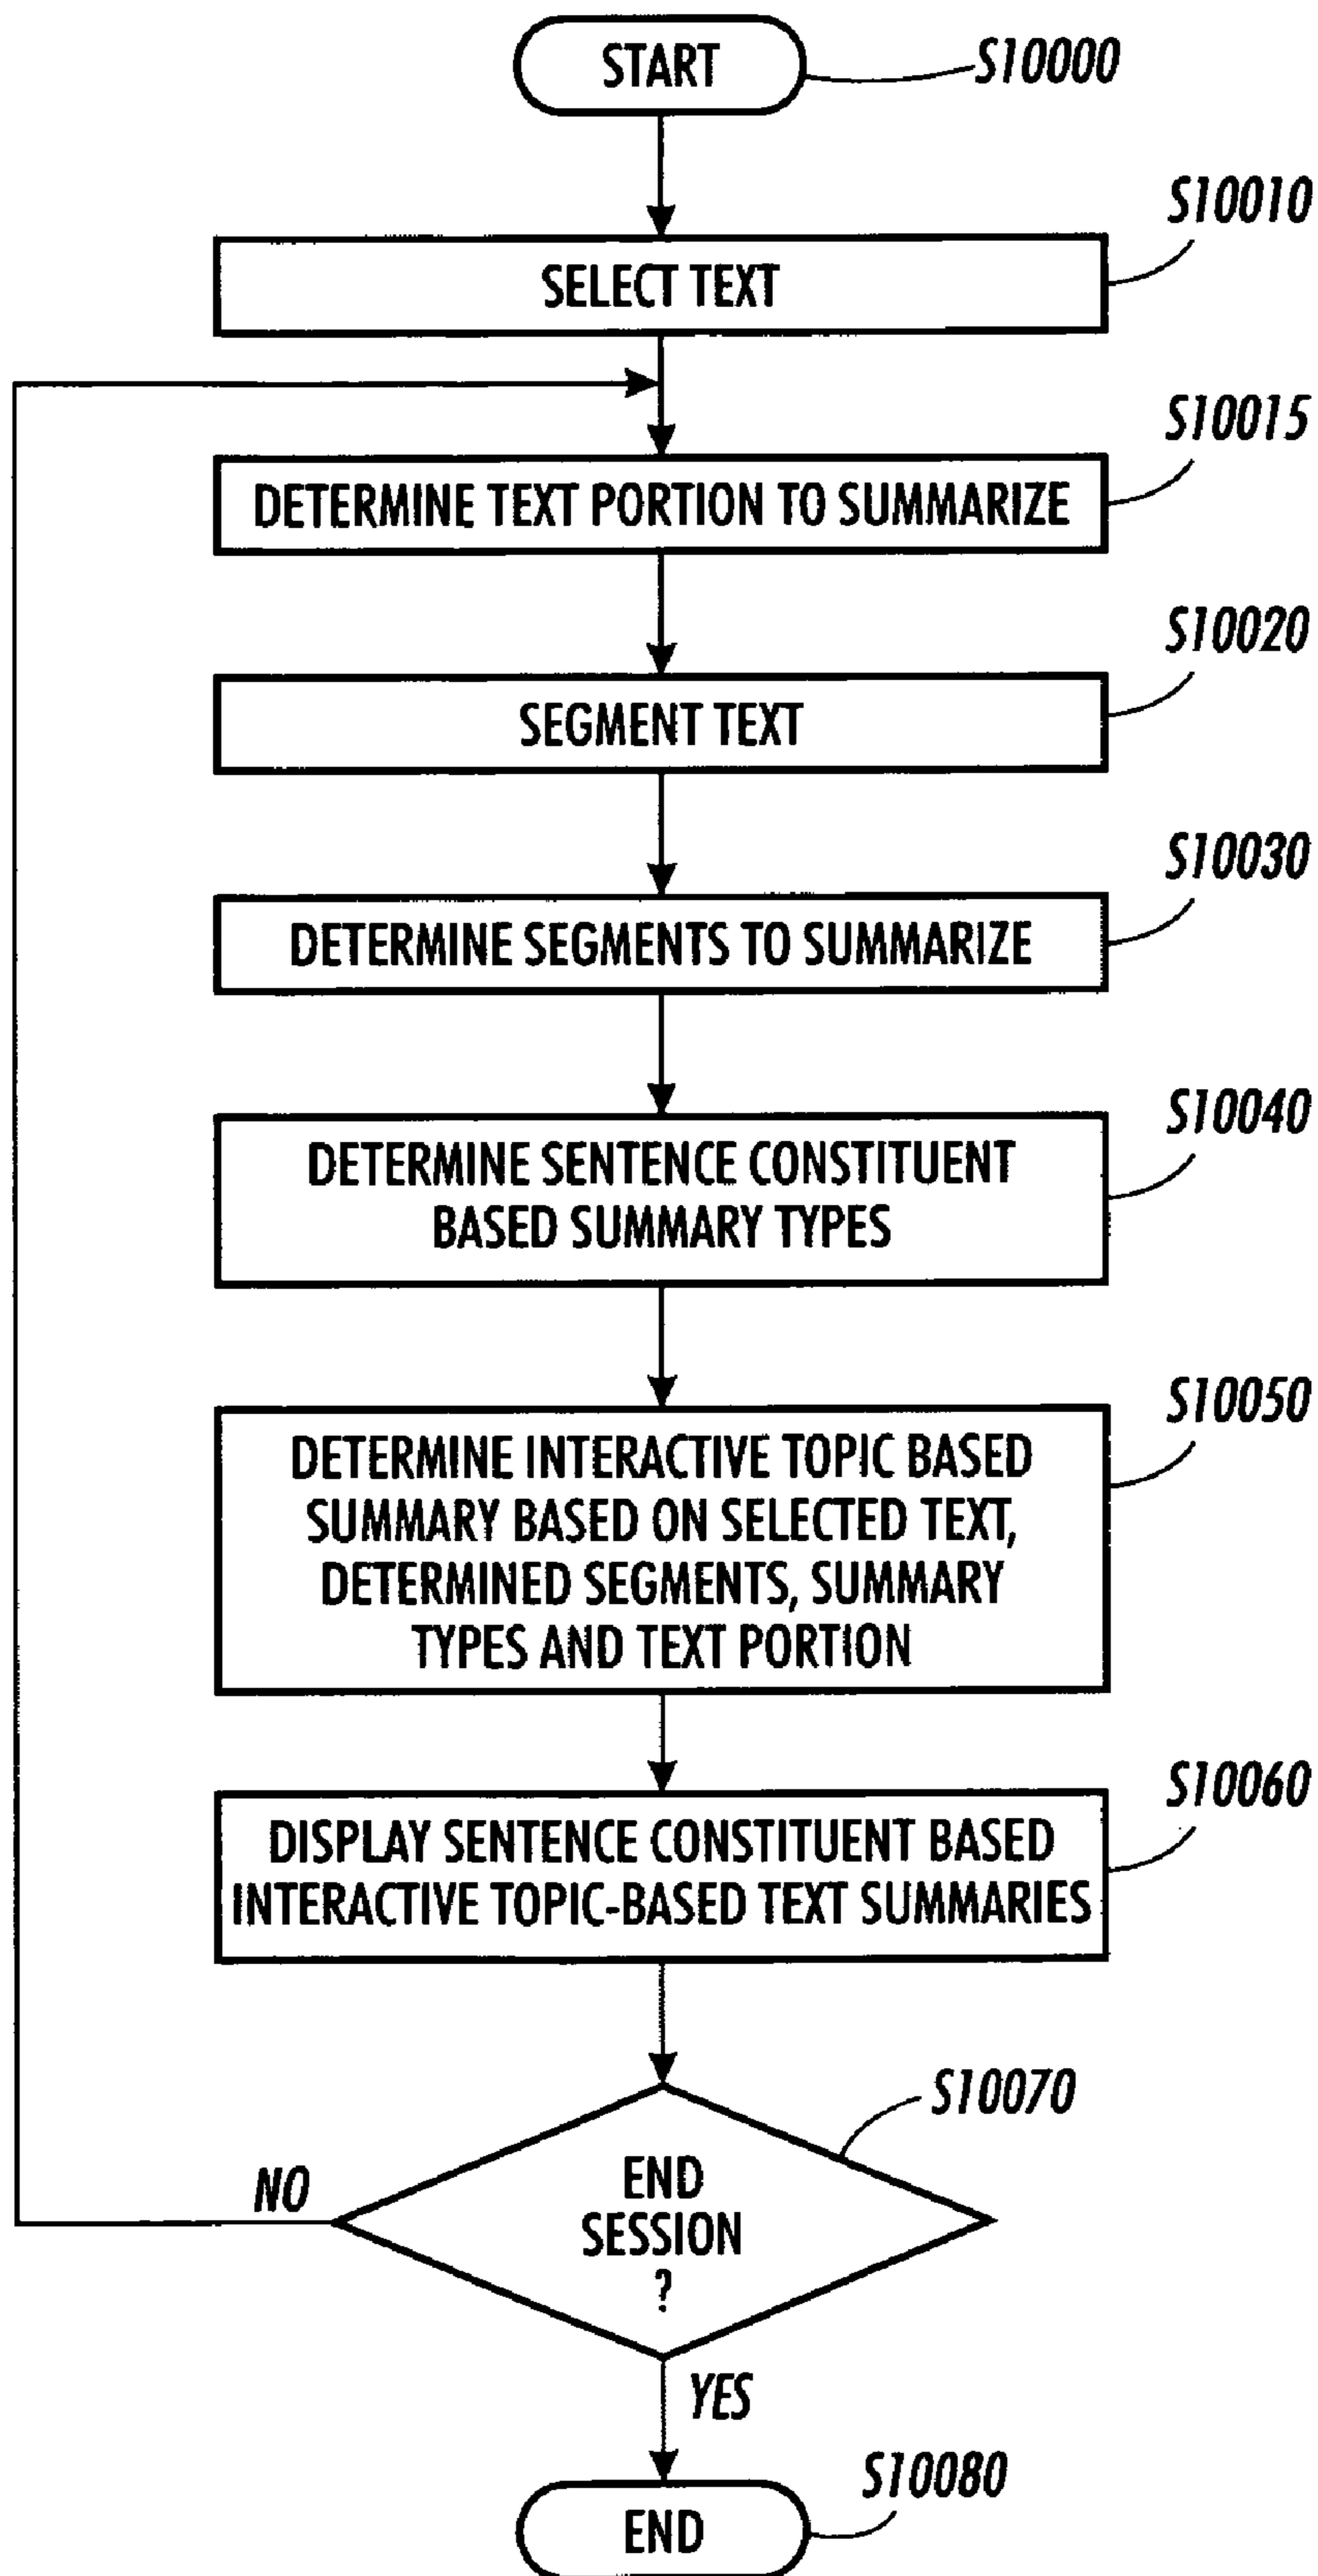 START
S10000
S10010
SELECT TEXT
S10015
DETERMINE TEXT PORTION TO SUMMARIZE
S10020
SEGMENT TEXT
S10030
DETERMINE SEGMENTS TO SUMMARIZE
S10040
DETERMINE SENTENCE CONSTITUENT
BASED SUMMARY TYPES
S10050
DETERMINE INTERACTIVE TOPIC BASED
SUMMARY BASED ON SELECTED TEXT,
DETERMINED SEGMENTS, SUMMARY
TYPES AND TEXT PORTION
S10060
DISPLAY SENTENCE CONSTITUENT BASED
INTERACTIVE TOPIC-BASED TEXT SUMMARIES
S10070
NO
END
SESSION
?
YES
S10080
END